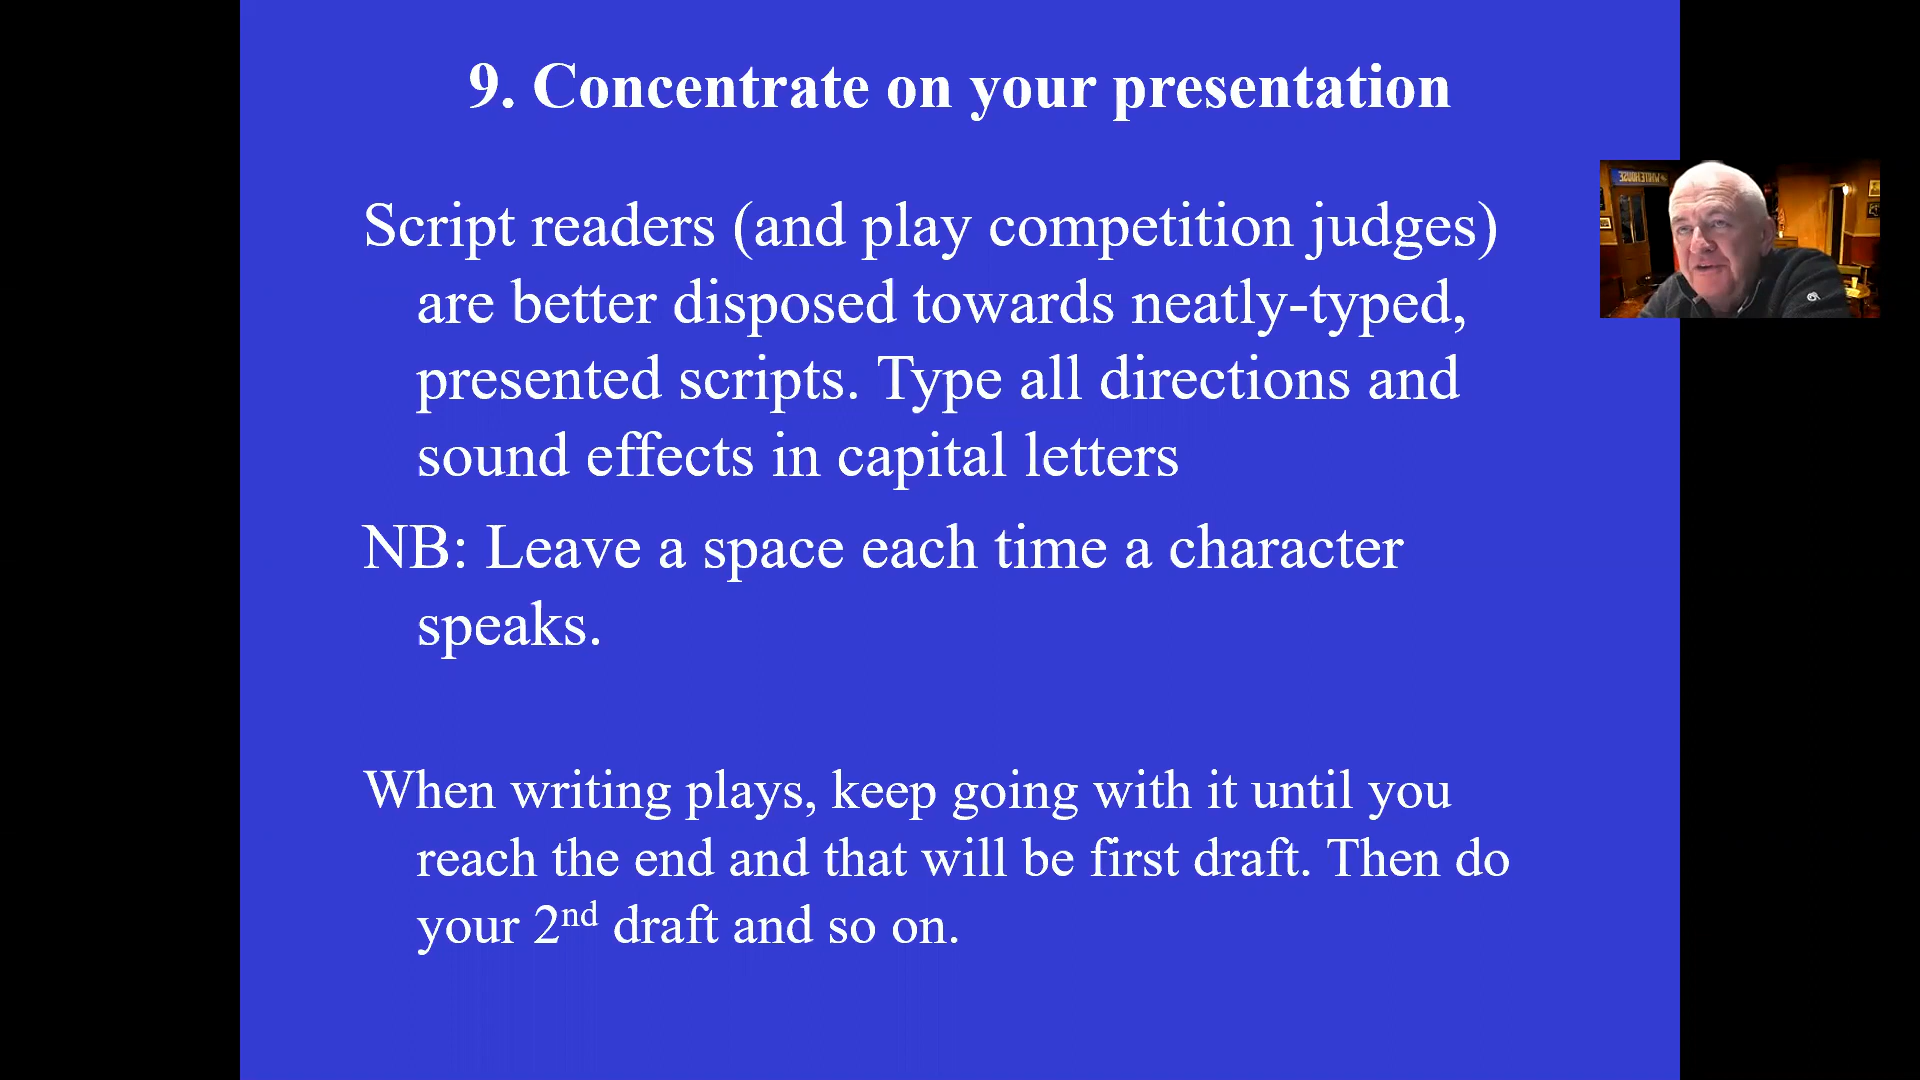 9. Concentrate on your presentation
Script readers (and play competition judges)
are better disposed towards neatly-typed,
presented scripts. Type all directions and
sound effects in capital letters
NB: Leave a space each time a character
speaks.
When writing plays, keep going with it until you
reach the end and that will be first draft. Then do
your 2nd draft and so on.
WHITEHOUSE